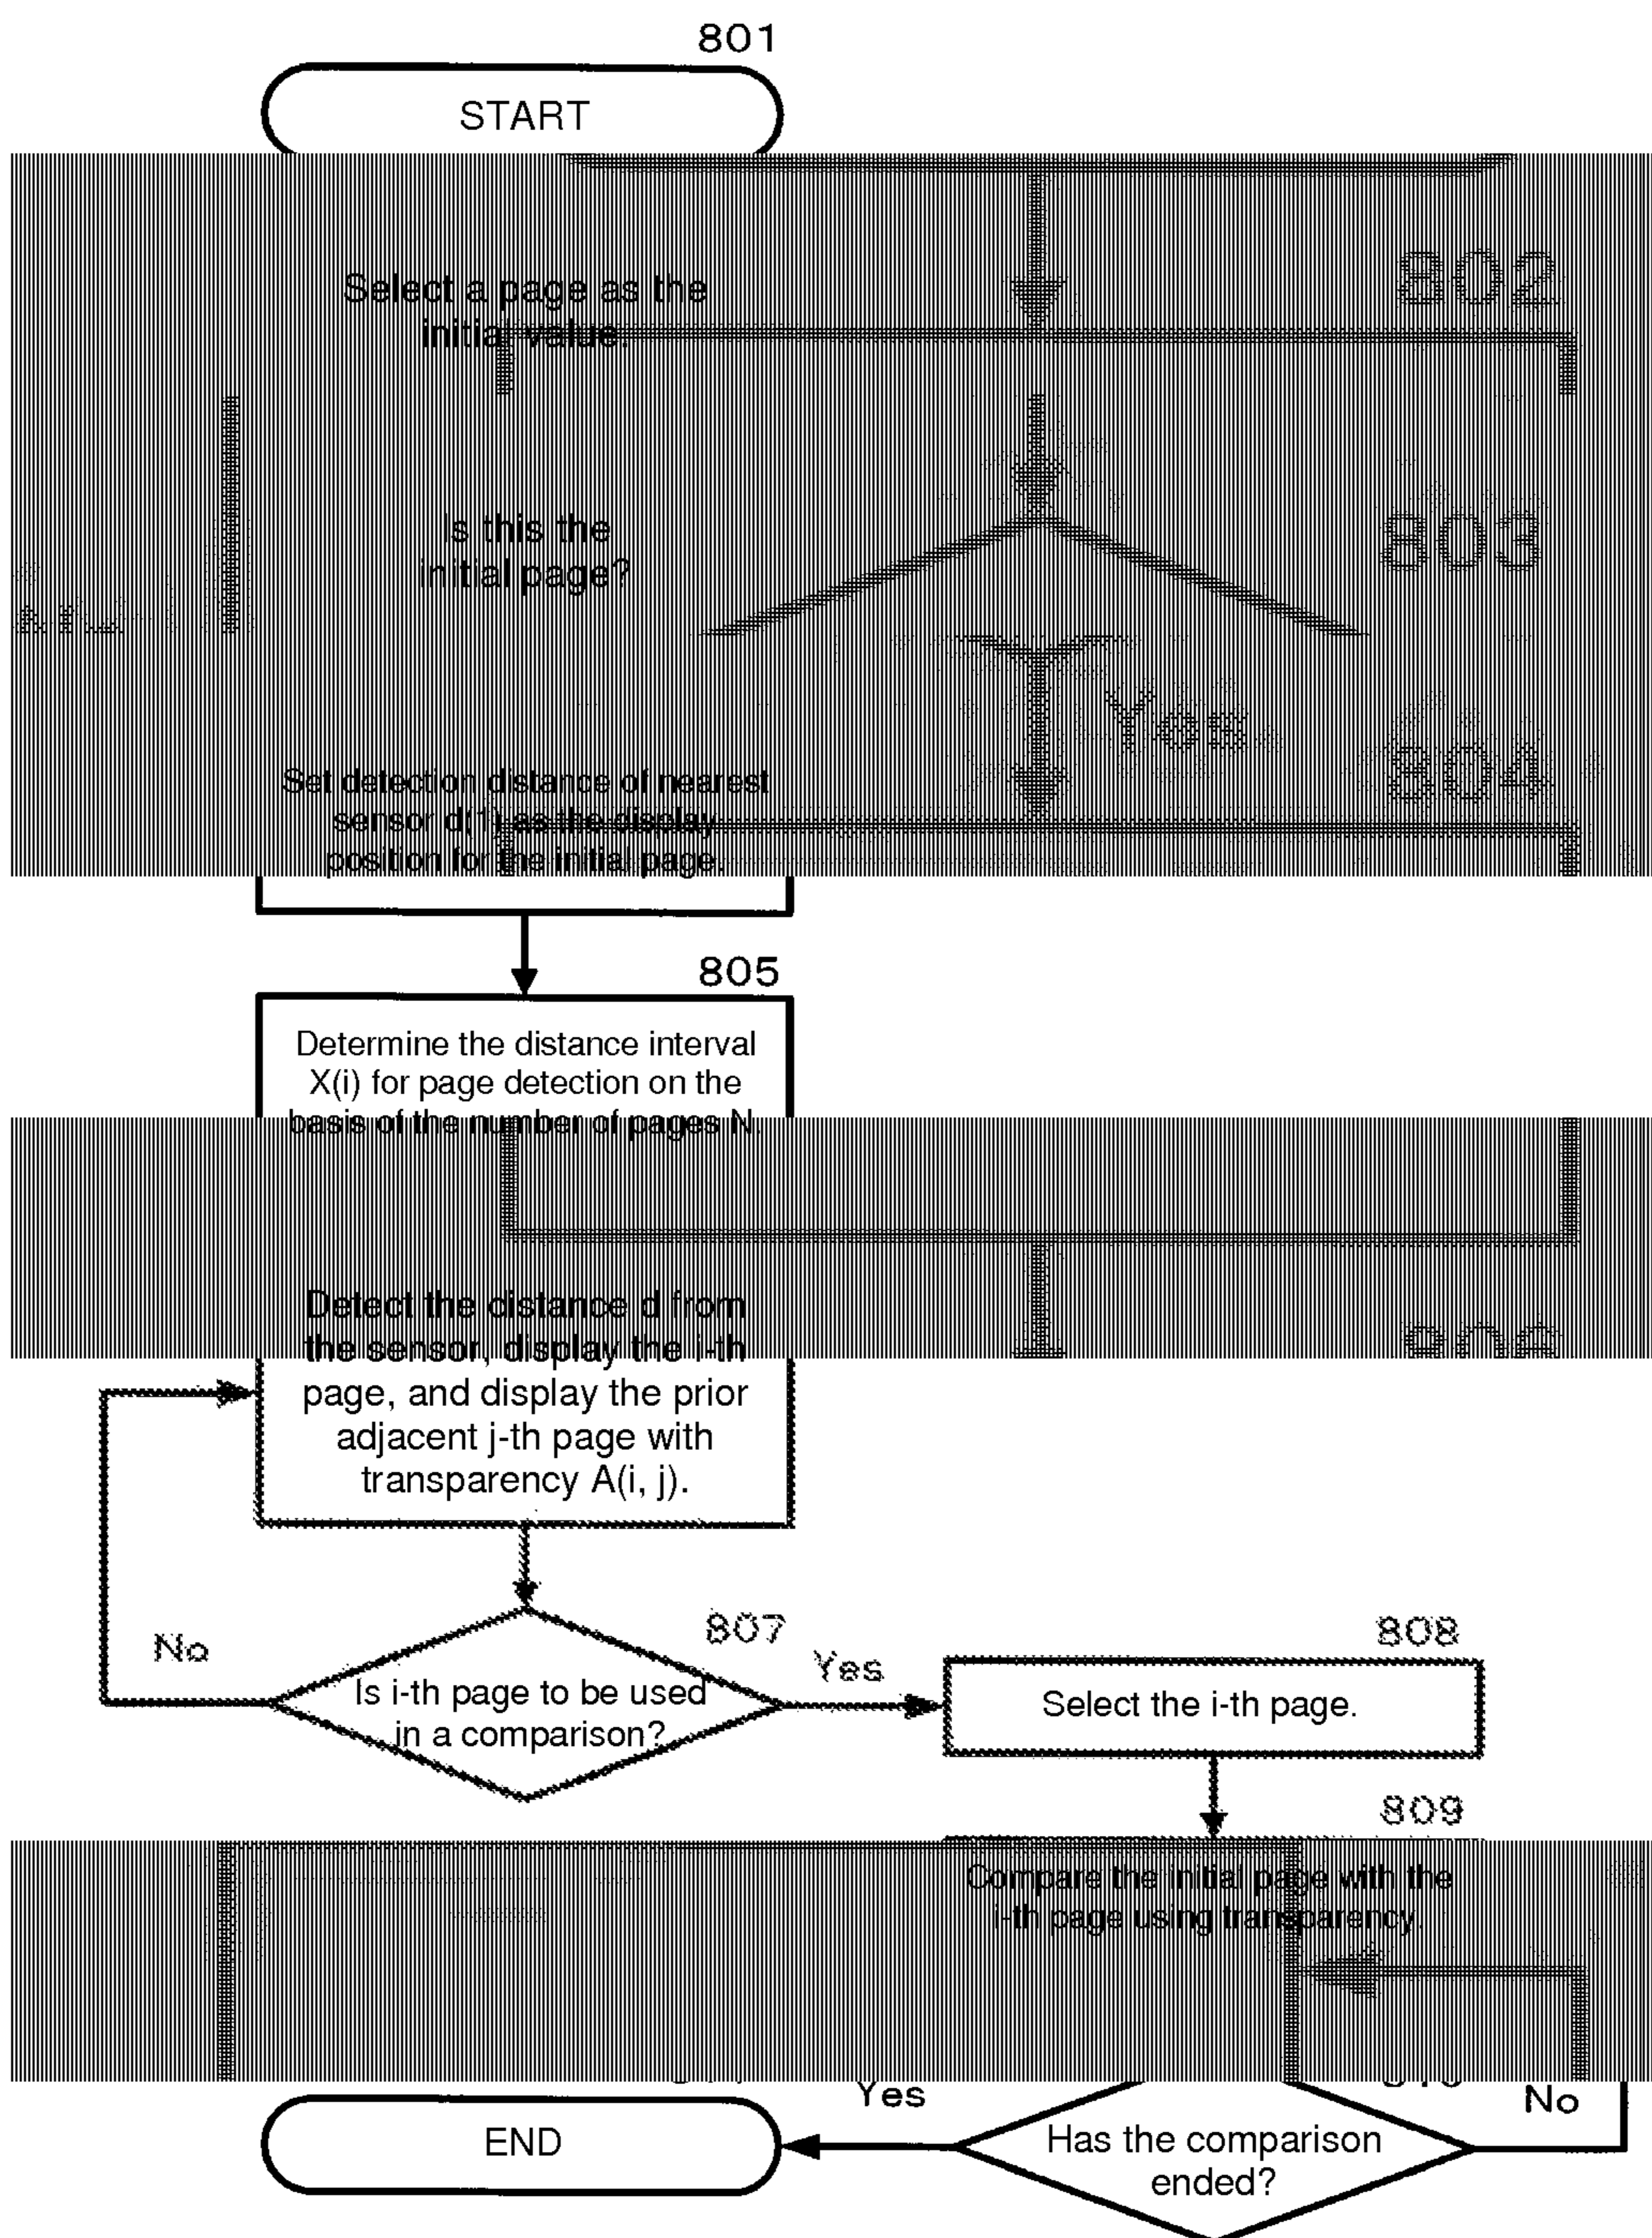 801
START
802
Select a page as the
initial value.
803
Is this the
initial page?
Yes
804
Set detection distance of nearest
sensor d(1) as the display
position for the initial page.
805
Determine the distance interval
X(i) for page detection on the
basis of the number of pages N.
Detect the distance d from
the sensor, display the i-th
page, and display the prior
adjacent j-th page with
transparency A(i, j).
807
No
Is i-th page to be used
in a comparison?
Yes
808
Select the i-th page.
809
Compare the initial page with the
i-th page using transparency.
Yes
No
END
Has the comparison
ended?